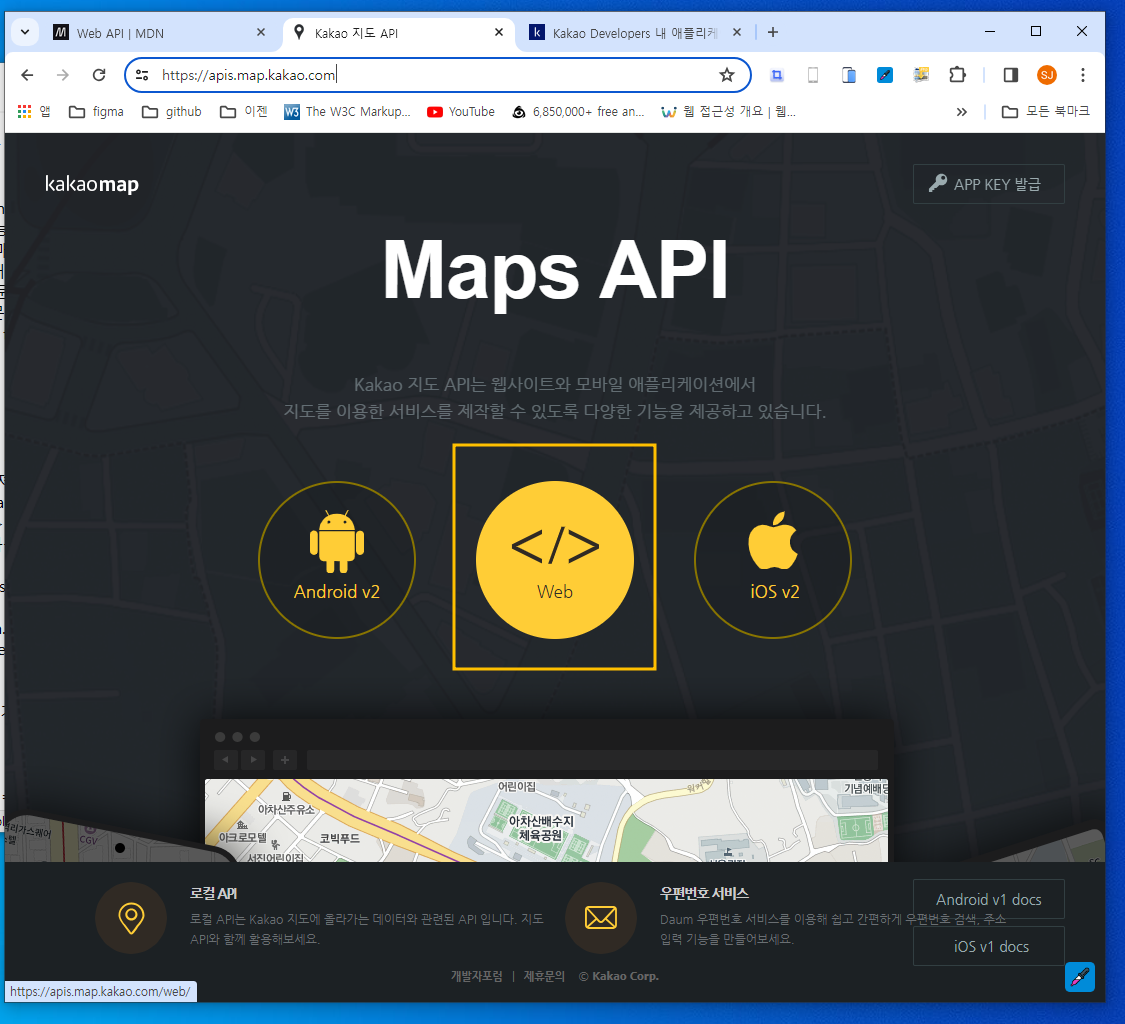 Web API | MDN
Kakao 지도 API
Kakao Developers 내 애플리케
https://apis.map.kakao.com
SJ
앱
figma
github
이젠
The W3C Markup...
YouTube
6,850,000+ free an...
웹 접근성 개요 | 웹...
모든 북마크
kakaomap
APP KEY 발급
Maps API
Kakao 지도 API는 웹사이트와 모바일 애플리케이션에서
지도를 이용한 서비스를 제작할 수 있도록 다양한 기능을 제공하고 있습니다.
</>
Android v2
Web
iOS v2
어린이집
기념예배당
아차산주유소
아차산배수지
체육공원
아크로모델
코빅푸드
서진어린이집
CGV
로컬 API
로컬 API는 Kakao 지도에 올라가는 데이터와 관련된 API 입니다. 지도
API와 함께 활용해보세요.
우편번호 서비스
Daum 우편번호 서비스를 이용해 쉽고 간편하게 우편번호 검색, 주소
입력 기능을 만들어보세요.
Android v1 docs
iOS v1 docs
개발자포럼 | 제휴문의 © Kakao Corp.
https://apis.map.kakao.com/web/